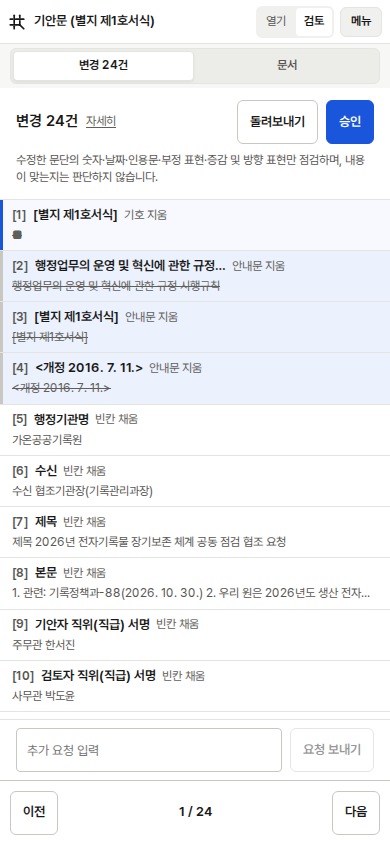 기안문 (별지 제1호서식)
열기 검토 메뉴
변경 24건 문서
변경 24건 자세히 돌려보내기 승인
수정한 문단의 숫자·날짜·인용문·부정 표현·증감 및 방향 표현만 점검하며, 내용
이 맞는지는 판단하지 않습니다.
[1] [별지 제1호서식] 기호 지움
[2] 행정업무의 운영 및 혁신에 관한 규정... 안내문 지움
행정업무의 운영 및 혁신에 관한 규정 시행규칙
[3] [별지 제1호서식] 안내문 지움
[별지 제1호서식]
[4] <개정 2016. 7. 11.> 안내문 지움
<개정 2016. 7. 11.>
[5] 행정기관명 빈칸 채움
가온공공기록원
[6] 수신 빈칸 채움
수신 협조기관장(기록관리과장)
[7] 제목 빈칸 채움
제목 2026년 전자기록물 장기보존 체계 공동 점검 협조 요청
[8] 본문 빈칸 채움
1. 관련: 기록정책과-88(2026. 10. 30.) 2. 우리 원은 2026년도 생산 전자...
[9] 기안자 직위(직급) 서명 빈칸 채움
주무관 한서진
[10] 검토자 직위(직급) 서명 빈칸 채움
사무관 박도윤
추가 요청 입력 요청 보내기
이전 1 / 24 다음